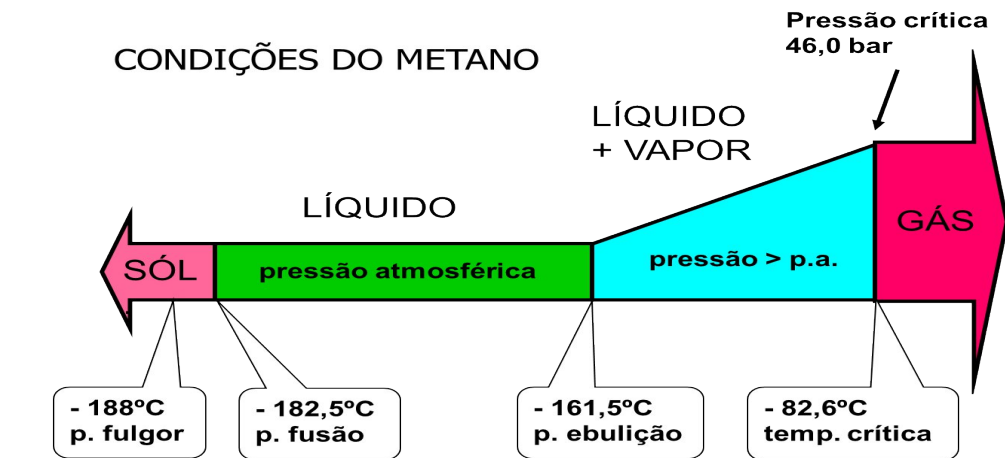 Pressão crítica
46,0 bar
CONDIÇÕES DO METANO
LÍQUIDO
+ VAPOR
LÍQUIDO
GÁS
SÓL
pressão atmosférica
pressão > p.a.
- 188ºC
p. fulgor
- 182,5ºC
p. fusão
- 161,5ºC
p. ebulição
- 82,6ºC
temp. crítica